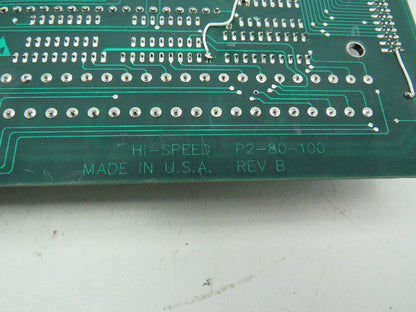 HI-SPEED P2-80-100
MADE IN U.S.A. REV B